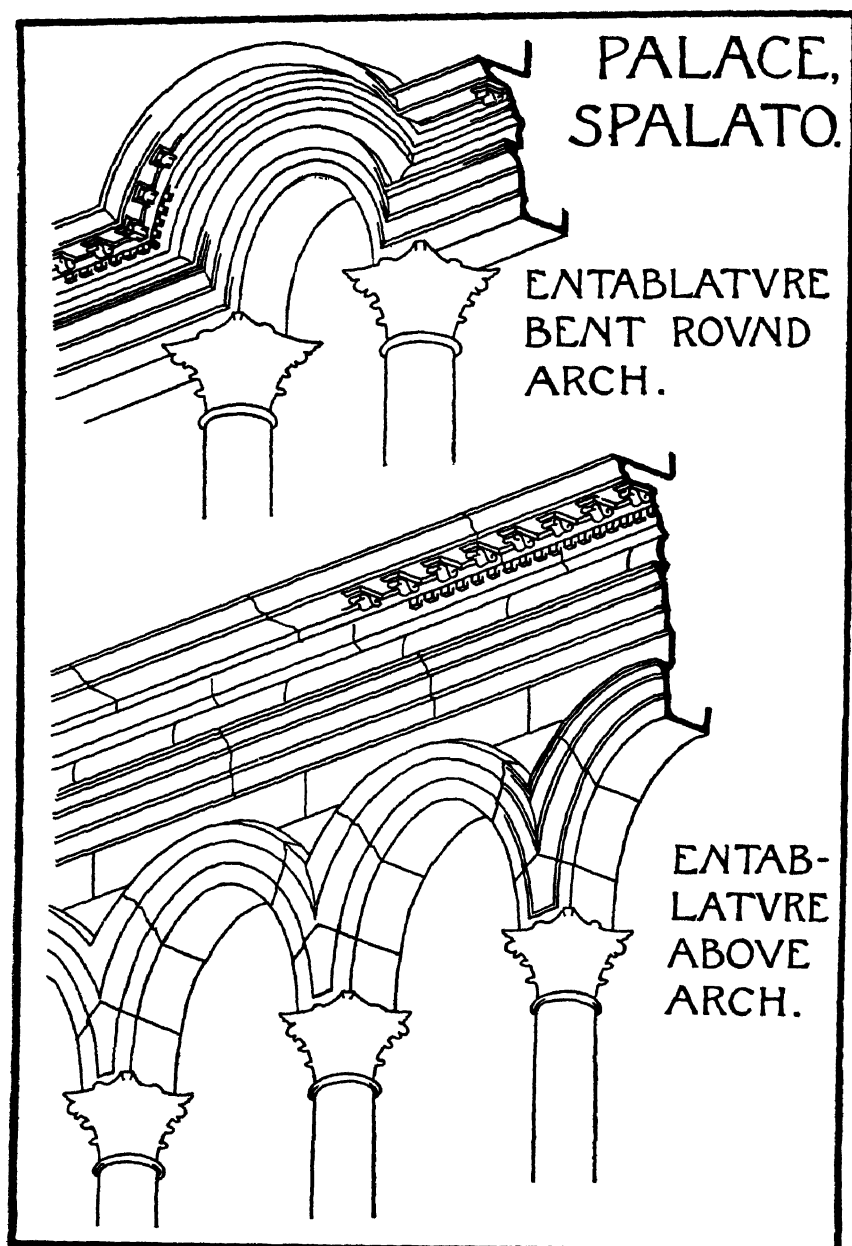 PALACE,
SPALATO.
ENTABLATVRE
BENT ROVND
ARCH.
ENTAB-
LATVRE
ABOVE
ARCH.